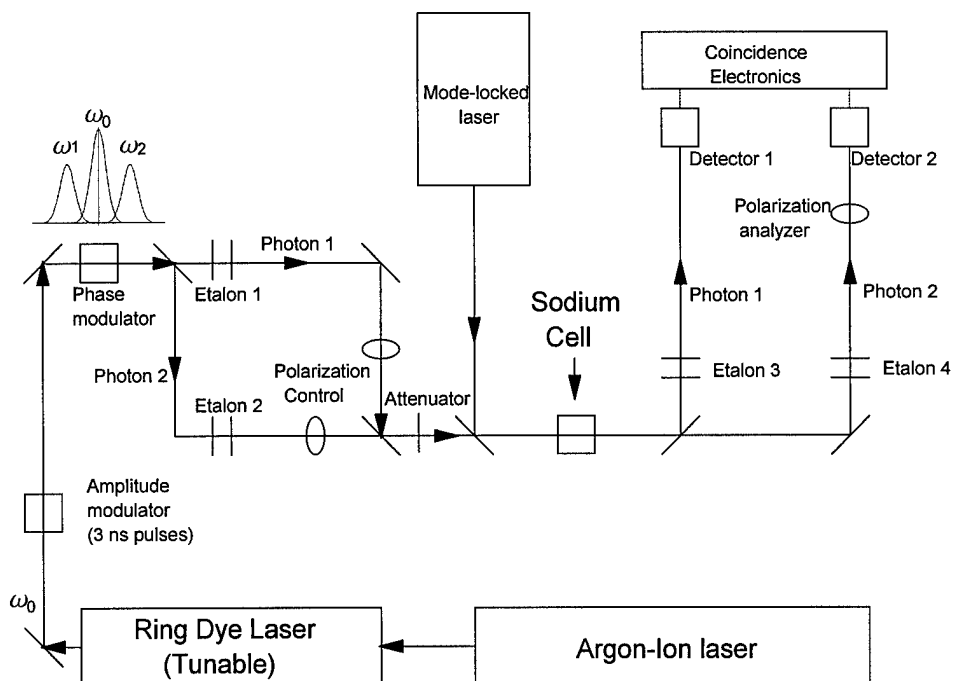 Coincidence
Electronics
Mode-locked
laser
ω0
ω1
ω2
Detector 1
Detector 2
Polarization
analyzer
Photon 1
Phase
modulator
Etalon 1
Photon 1
Photon 2
Sodium
Cell
Photon 2
Polarization
Control
Etalon 3
Etalon 4
Etalon 2
Attenuator
Amplitude
modulator
(3 ns pulses)
ω0
Ring Dye Laser
(Tunable)
Argon-Ion laser